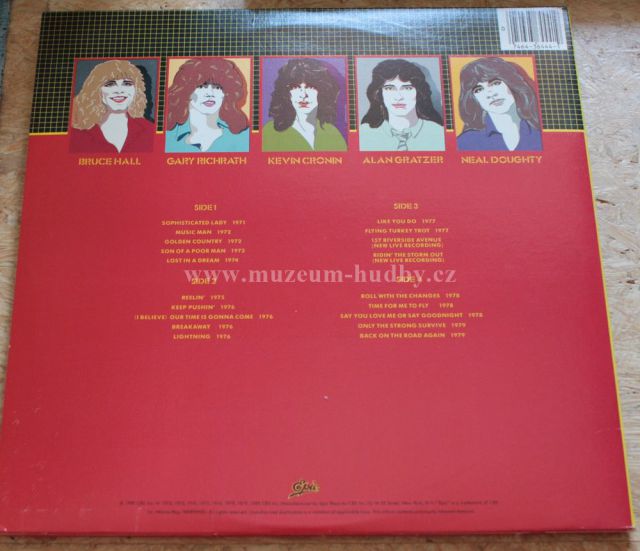 BRUCE HALL
GARY RICHRATH
KEVIN CRONIN
ALAN GRATZER
NEAL DOUGHTY
SIDE 1
SOPHISTICATED LADY 1971
MUSIC MAN 1972
GOLDEN COUNTRY 1972
SON OF A POOR MAN 1973
LOST IN A DREAM 1974
SIDE 2
REELIN' 1975
KEEP PUSHIN' 1976
(I BELIEVE) OUR TIME IS GONNA COME 1976
BREAKAWAY 1976
LIGHTNING 1976
SIDE 3
LIKE YOU DO 1977
FLYING TURKEY TROT 1977
157 RIVERSIDE AVENUE
(NEW LIVE RECORDING)
RIDIN' THE STORM OUT
(NEW LIVE RECORDING)
SIDE 4
ROLL WITH THE CHANGES 1978
TIME FOR ME TO FLY 1978
SAY YOU LOVE ME OR SAY GOODNIGHT 1978
ONLY THE STRONG SURVIVE 1979
BACK ON THE ROAD AGAIN 1979
www.muzeum-hudby.cz
Epic